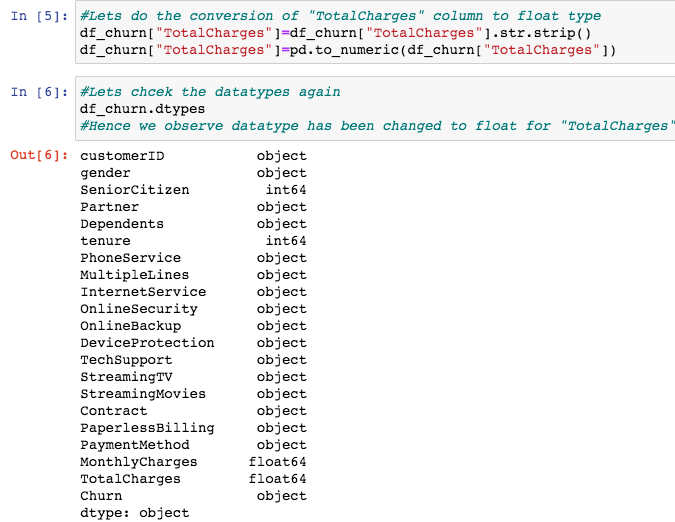 In [5]: #Lets do the conversion of "TotalCharges" column to float type
df_churn["TotalCharges"]=df_churn["TotalCharges"].str.strip()
df_churn["TotalCharges"]=pd.to_numeric(df_churn["TotalCharges"])
In [6]: #Lets chcek the datatypes again
df_churn.dtypes
#Hence we observe datatype has been changed to float for "TotalCharges"
Out[6]: customerID object
gender object
SeniorCitizen int64
Partner object
Dependents object
tenure int64
PhoneService object
MultipleLines object
InternetService object
OnlineSecurity object
OnlineBackup object
DeviceProtection object
TechSupport object
StreamingTV object
StreamingMovies object
Contract object
PaperlessBilling object
PaymentMethod object
MonthlyCharges float64
TotalCharges float64
Churn object
dtype: object